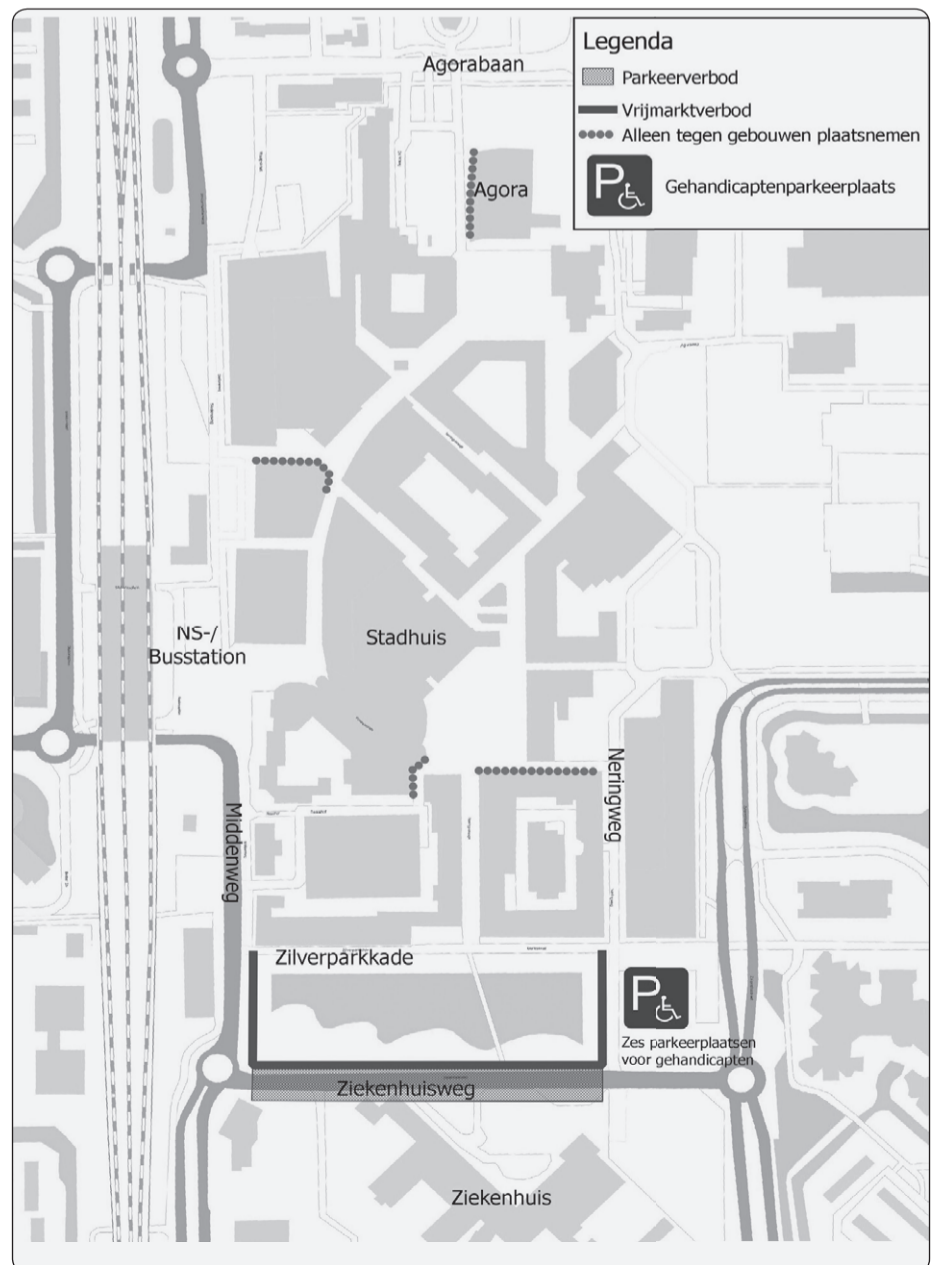 Agorabaan
Legenda
Parkeerverbod
Vrijmarktverbod
Alleen tegen gebouwen plaatsnemen
P
Gehandicaptenparkeerplaats
Agora
NS-/
Busstation
Stadhuis
Neringweg
Middenweg
Zilverparkkade
P
Zes parkeerplaatsen
voor gehandicapten
Ziekenhuisweg
Ziekenhuis